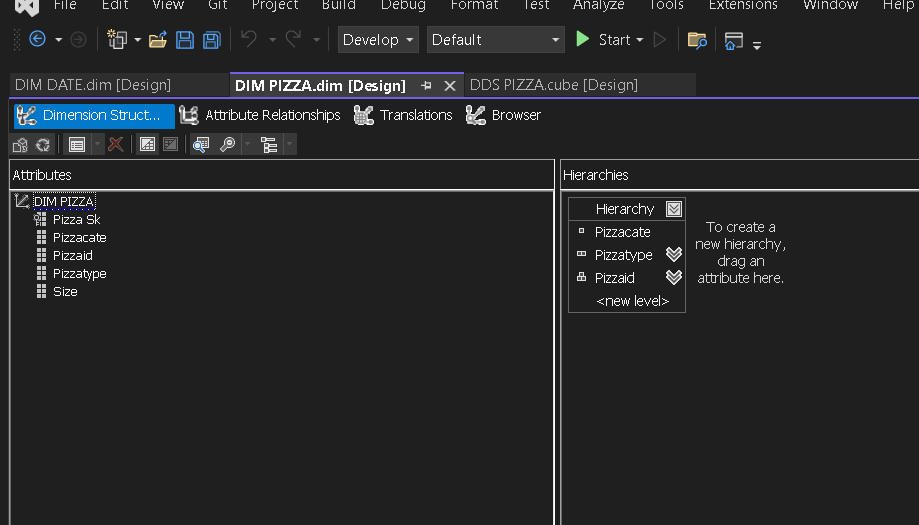 File Edit View Git Project Build Debug Format Test Analyze Tools Extensions Window Help
Develop Default Start
DIM DATE.dim [Design] DIM PIZZA.dim [Design] DDS PIZZA.cube [Design]
Dimension Struct... Attribute Relationships Translations Browser
Attributes
DIM PIZZA
Pizza Sk
Pizzacate
Pizzaid
Pizzatype
Size
Hierarchies
Hierarchy
Pizzacate
Pizzatype
Pizzaid
<new level>
To create a
new hierarchy,
drag an
attribute here.